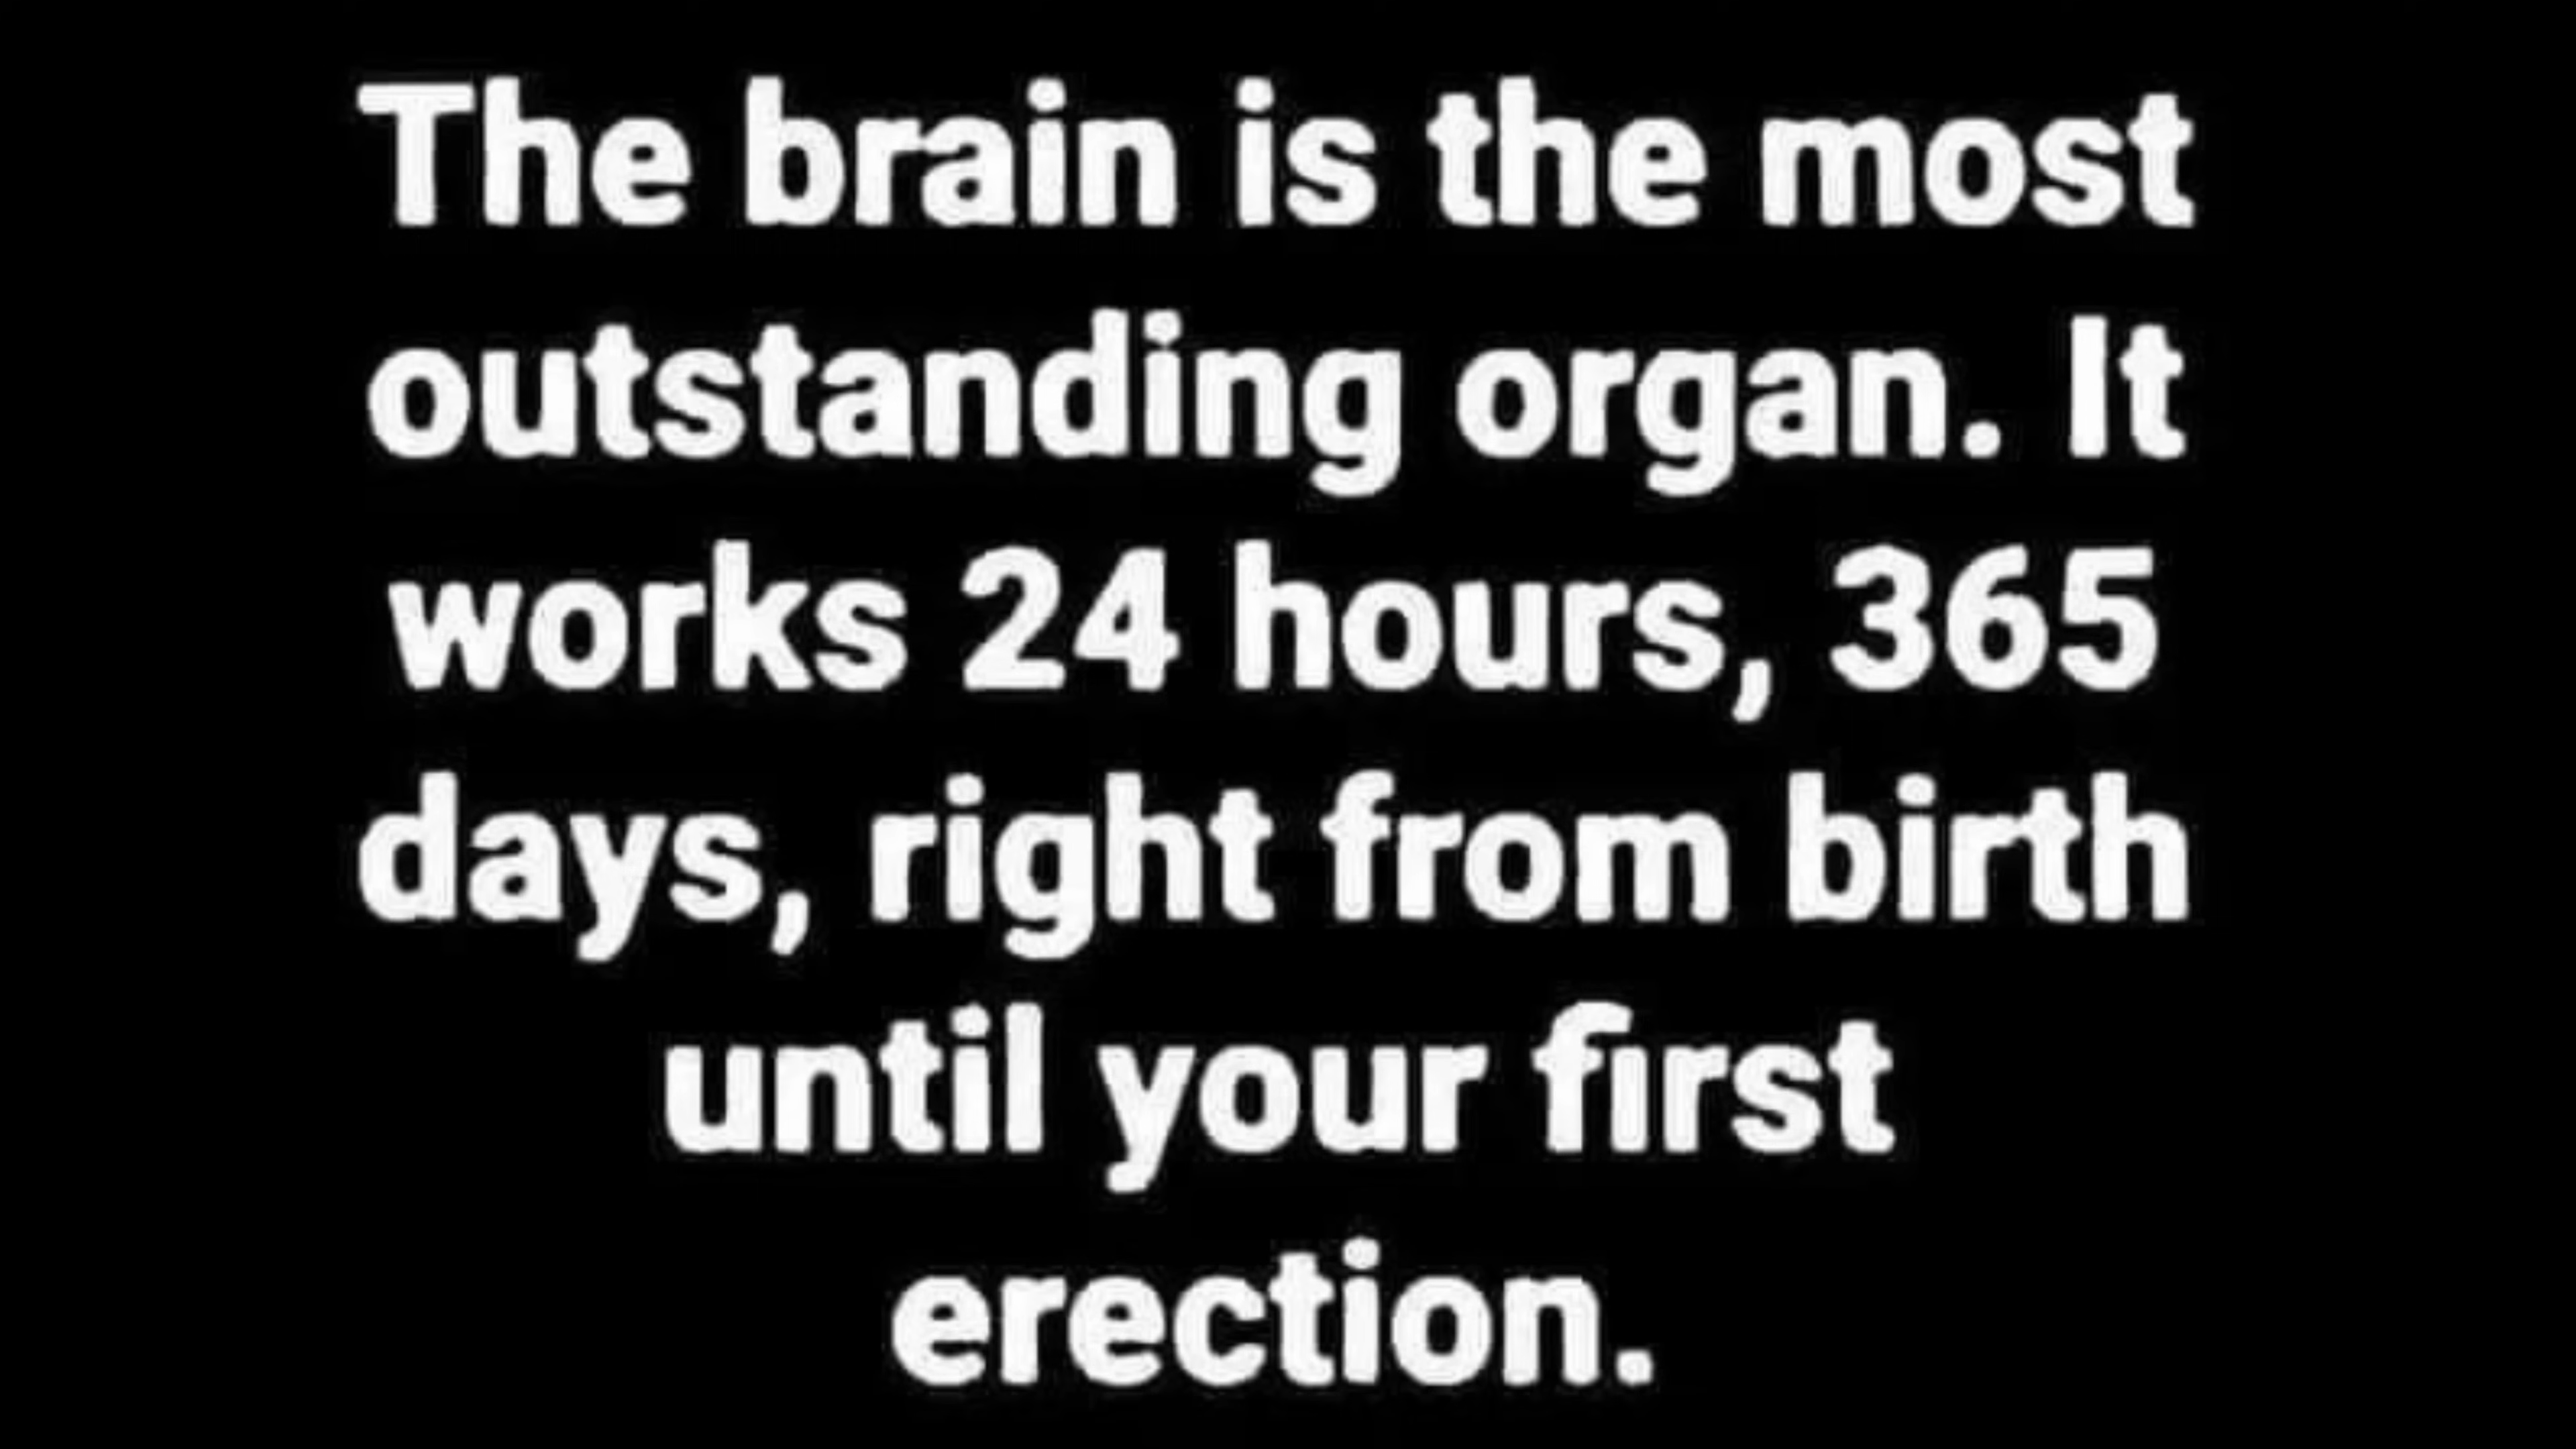 The brain is the most
outstanding organ. It
works 24 hours, 365
days, right from birth
until your first
erection.